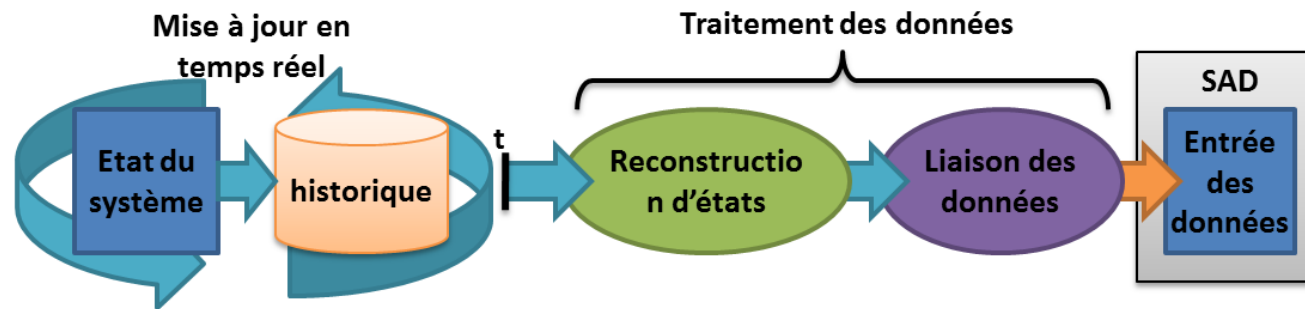 Mise à jour en
temps réel
Traitement des données
SAD
t
Etat du
système
historique
Reconstructio
n d'états
Liaison des
données
Entrée
des
données